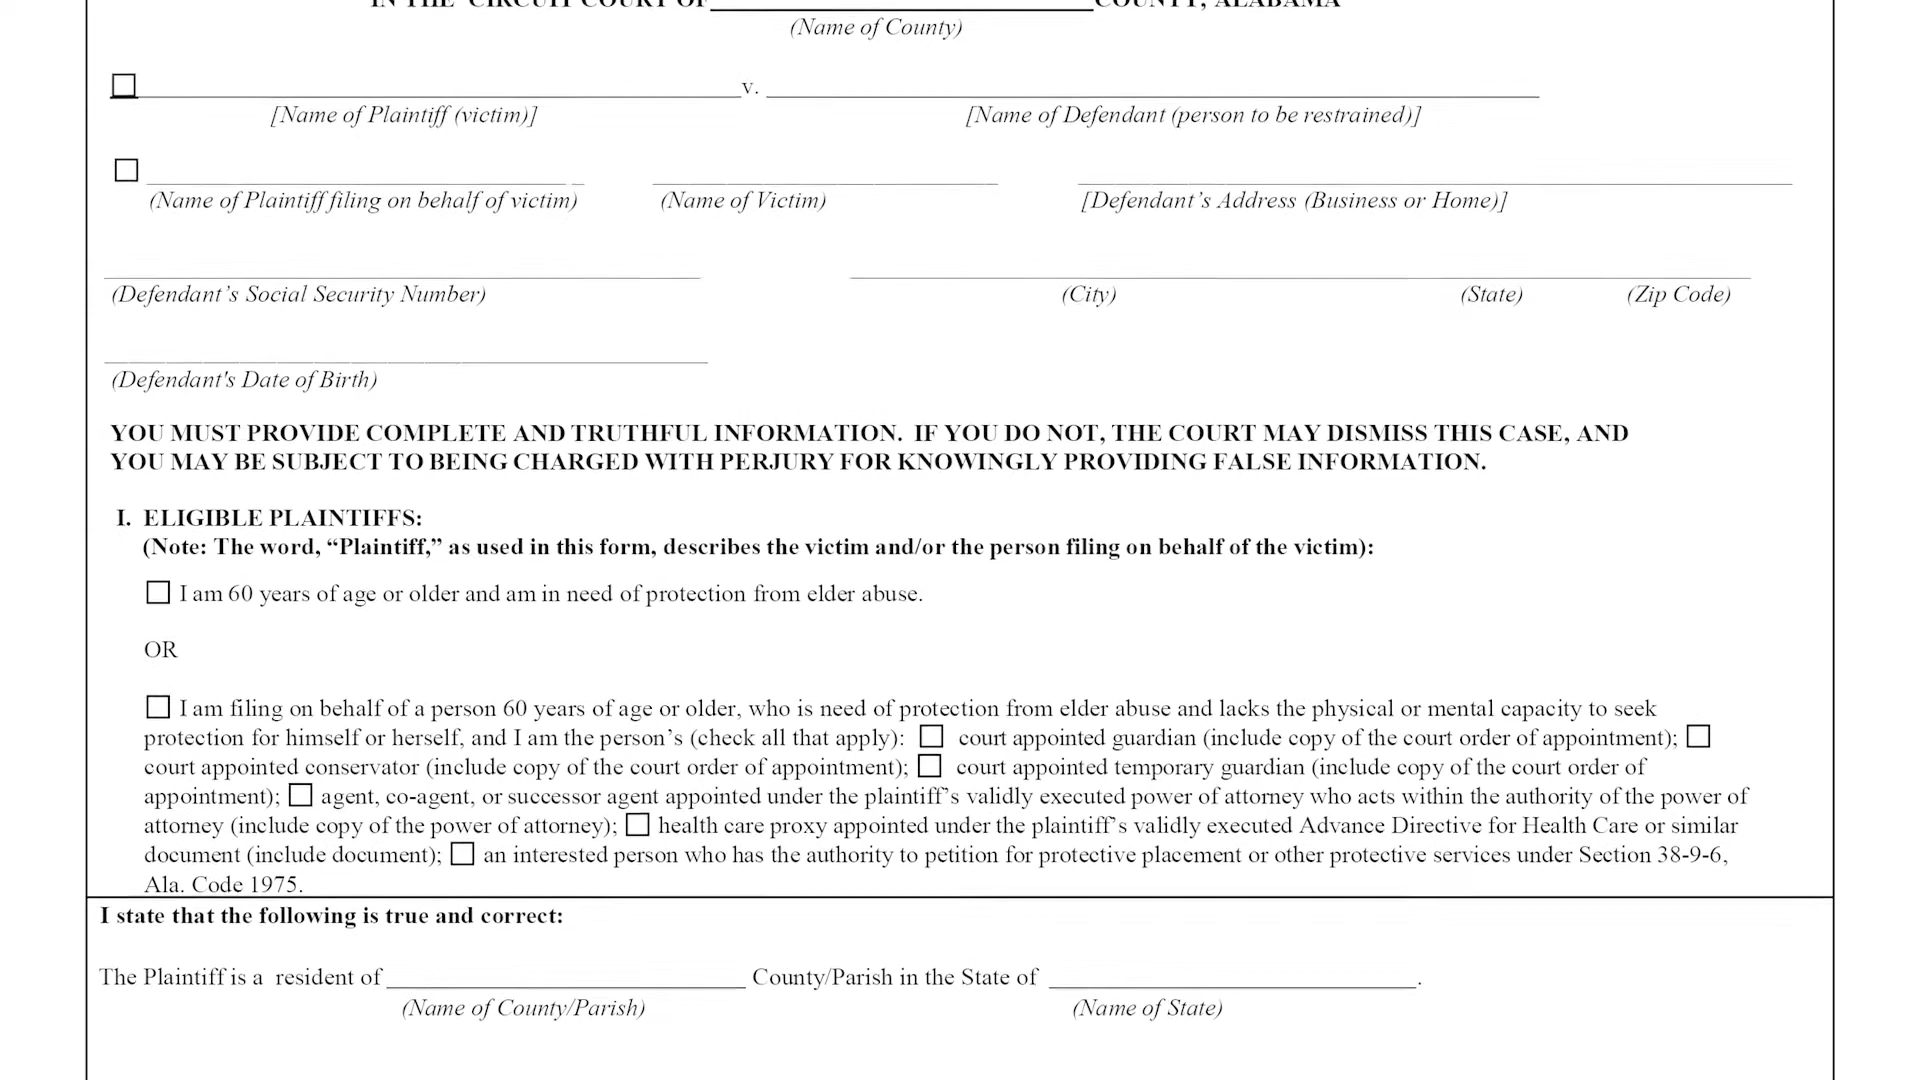 IN THE CIRCUIT COURT OF COUNTY, ALABAMA
(Name of County)
v.
[Name of Plaintiff (victim)] [Name of Defendant (person to be restrained)]
(Name of Plaintiff filing on behalf of victim) (Name of Victim) [Defendant’s Address (Business or Home)]
(Defendant’s Social Security Number) (City) (State) (Zip Code)
(Defendant's Date of Birth)
YOU MUST PROVIDE COMPLETE AND TRUTHFUL INFORMATION. IF YOU DO NOT, THE COURT MAY DISMISS THIS CASE, AND
YOU MAY BE SUBJECT TO BEING CHARGED WITH PERJURY FOR KNOWINGLY PROVIDING FALSE INFORMATION.
I. ELIGIBLE PLAINTIFFS:
(Note: The word, “Plaintiff,” as used in this form, describes the victim and/or the person filing on behalf of the victim):
I am 60 years of age or older and am in need of protection from elder abuse.
OR
I am filing on behalf of a person 60 years of age or older, who is need of protection from elder abuse and lacks the physical or mental capacity to seek
protection for himself or herself, and I am the person’s (check all that apply): court appointed guardian (include copy of the court order of appointment);
court appointed conservator (include copy of the court order of appointment); court appointed temporary guardian (include copy of the court order of
appointment); agent, co-agent, or successor agent appointed under the plaintiff’s validly executed power of attorney who acts within the authority of the power of
attorney (include copy of the power of attorney); health care proxy appointed under the plaintiff’s validly executed Advance Directive for Health Care or similar
document (include document); an interested person who has the authority to petition for protective placement or other protective services under Section 38-9-6,
Ala. Code 1975.
I state that the following is true and correct:
The Plaintiff is a resident of County/Parish in the State of .
(Name of County/Parish) (Name of State)